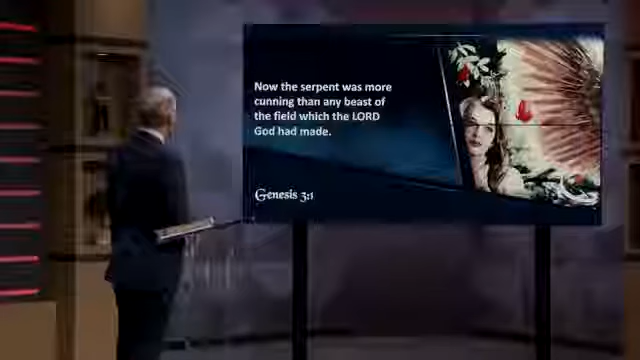 Now the serpent was more
cunning than any beast of
the field which the LORD
God had made.
Genesis 3:1